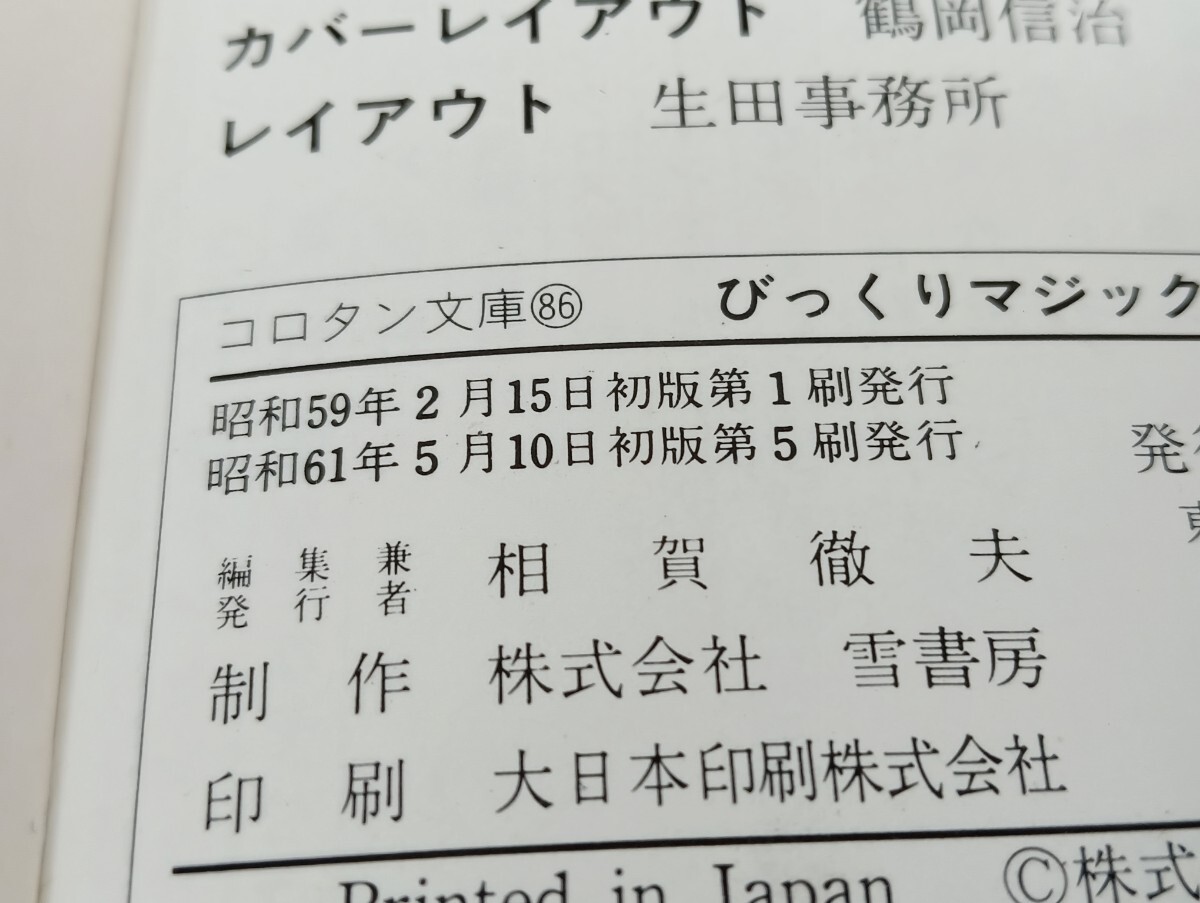 カバーレイアウト 鶴岡信治
レイアウト 生田事務所
コロタン文庫86 びっくりマジック
昭和59年2月15日初版第1刷発行
昭和61年5月10日初版第5刷発行
発行
編集兼
発行者 相賀徹夫
制作 株式会社 雪書房
印刷 大日本印刷株式会社
Printed in Japan ©株式